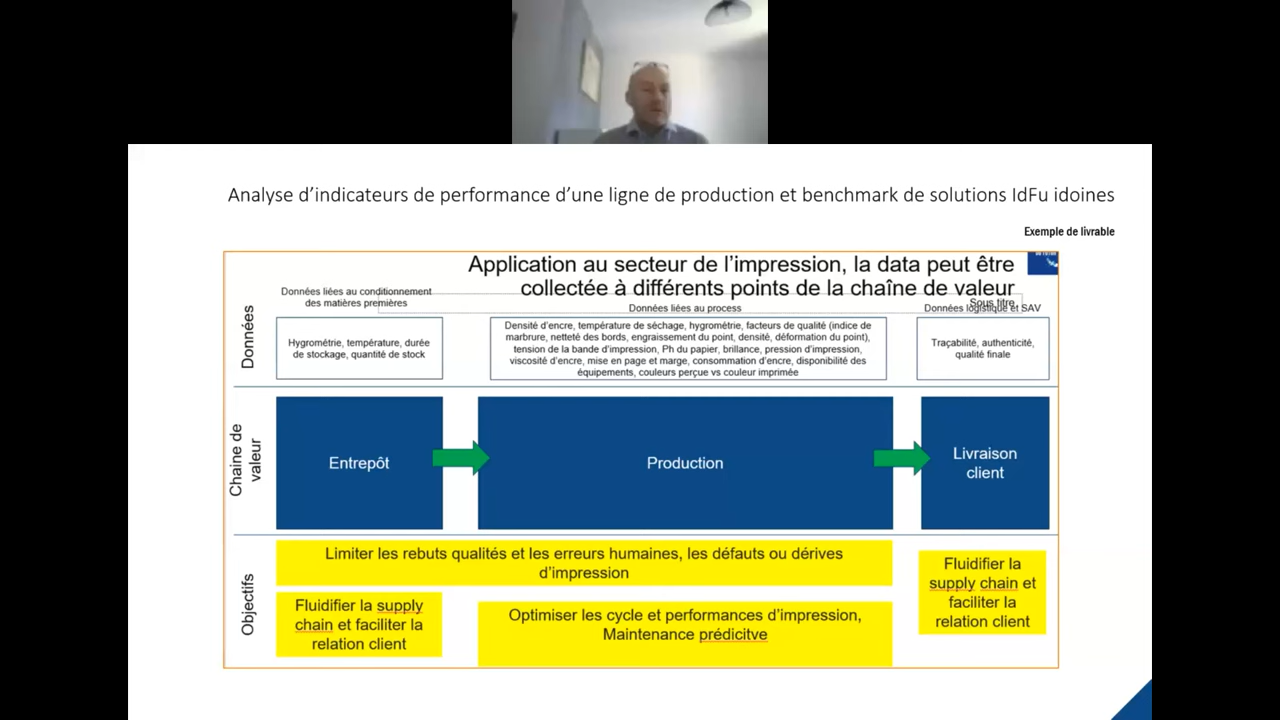 Analyse d’indicateurs de performance d’une ligne de production et benchmark de solutions IdFu idoines
Exemple de livrable
Application au secteur de l’impression, la data peut être
collectée à différents points de la chaîne de valeur
Sous titre
Données
Données liées au conditionnement
des matières premières
Hygrométrie, température, durée
de stockage, quantité de stock
Données liées au process
Densité d’encre, température de séchage, hygrométrie, facteurs de qualité (indice de
marbrure, netteté des bords, engraissement du point, densité, déformation du point),
tension de la bande d’impression, Ph du papier, brillance, pression d’impression,
viscosité d’encre, mise en page et marge, consommation d’encre, disponibilité des
équipements, couleurs perçue vs couleur imprimée
Données logistique et SAV
Traçabilité, authenticité,
qualité finale
Chaine de
valeur
Entrepôt
Production
Livraison
client
Objectifs
Limiter les rebuts qualités et les erreurs humaines, les défauts ou dérives
d’impression
Fluidifier la supply
chain et faciliter la
relation client
Optimiser les cycle et performances d’impression,
Maintenance prédicitve
Fluidifier la
supply chain et
faciliter la
relation client